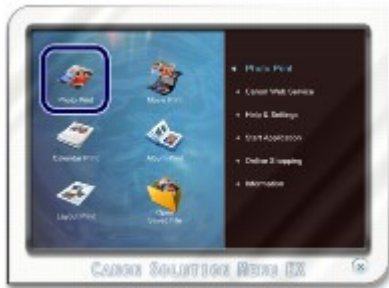 Photo Print
Movie Print
Calendar Print
Album Print
Layout Print
Open
Saved File
Photo Print
Canon Web Service
Help & Settings
Start Application
Online Shopping
Information
CANON SOLUTION MENU EX